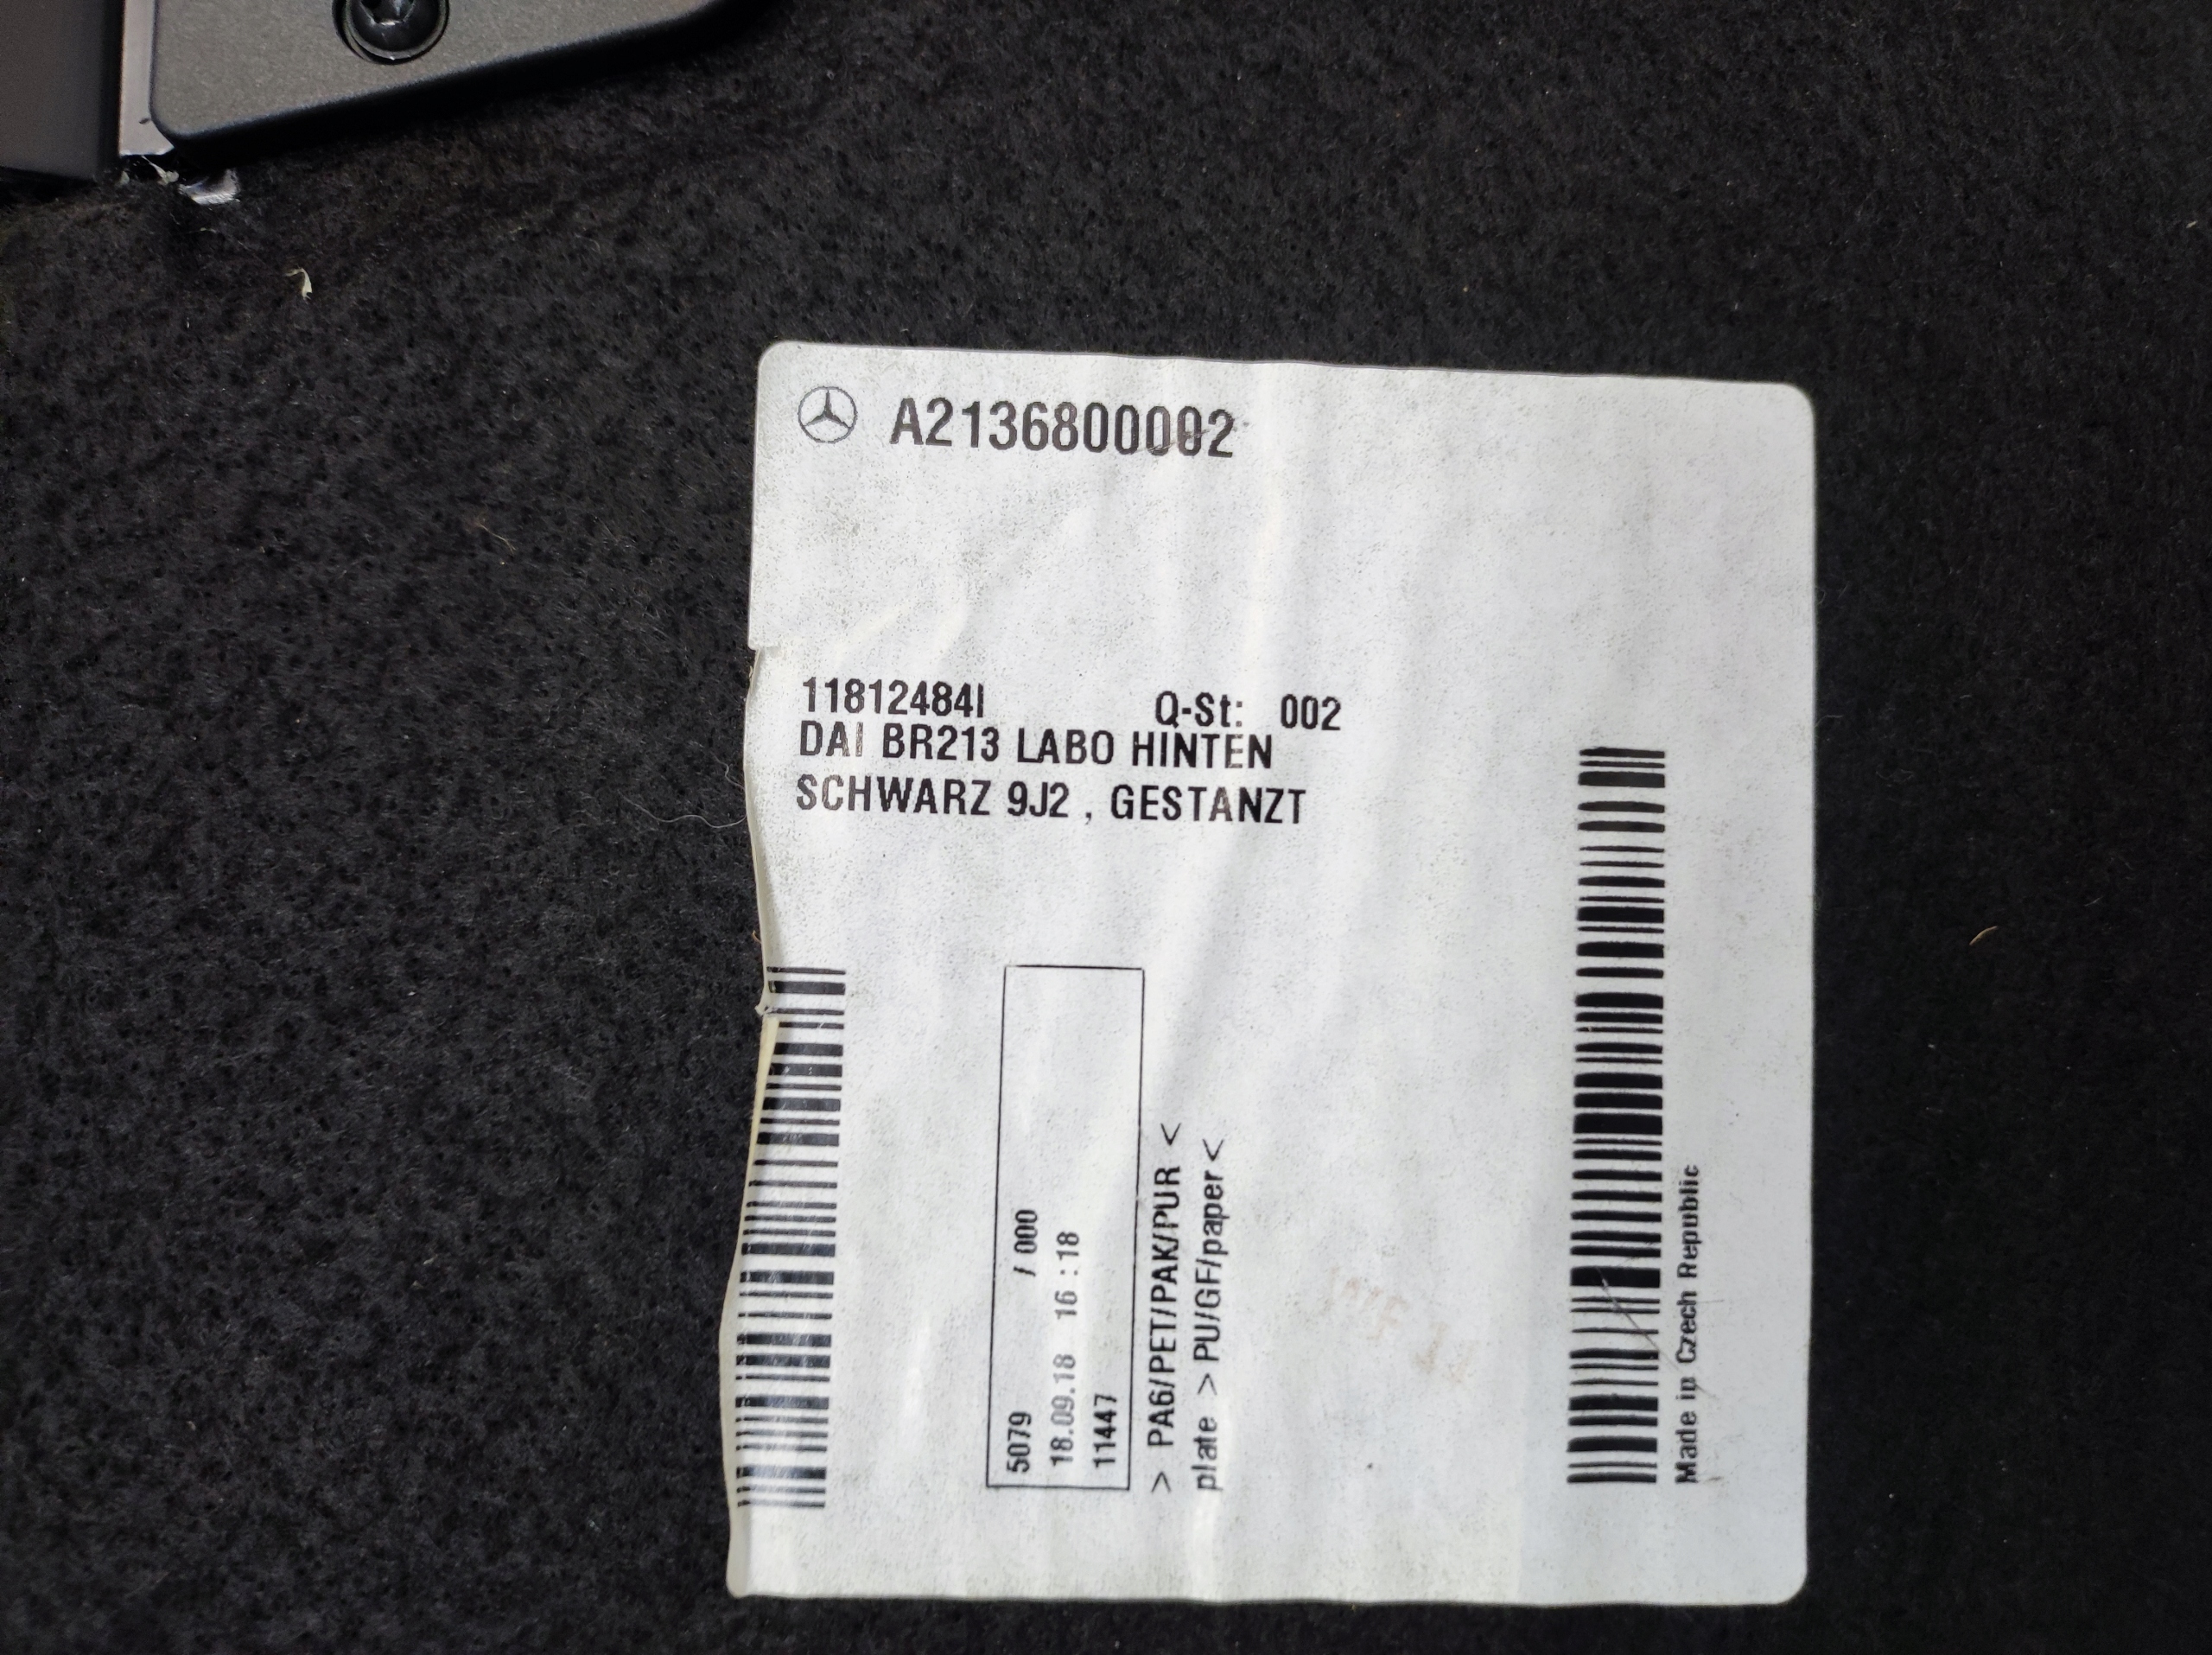 A2136800002
11812484I Q-St: 002
DAI BR213 LABO HINTEN
SCHWARZ 9J2 , GESTANZT
5079 / 000
18.09.18 16 : 18
11447
> PA6/PET/PAK/PUR <
plate > PU/GF/paper<
Made in Czech Republic